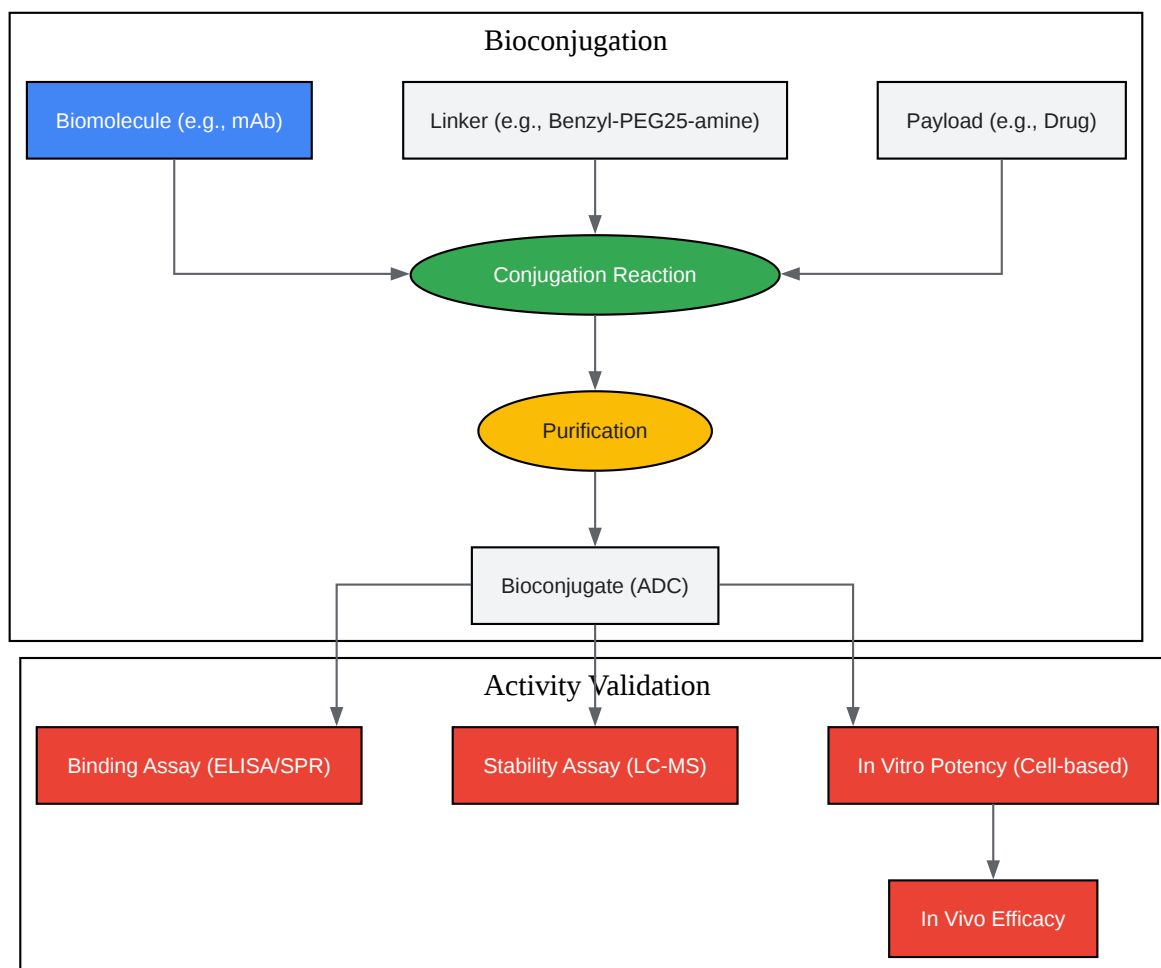 Bioconjugation
Biomolecule (e.g., mAb)
Linker (e.g., Benzyl-PEG25-amine)
Payload (e.g., Drug)
Conjugation Reaction
Purification
Bioconjugate (ADC)
Activity Validation
Binding Assay (ELISA/SPR)
Stability Assay (LC-MS)
In Vitro Potency (Cell-based)
In Vivo Efficacy